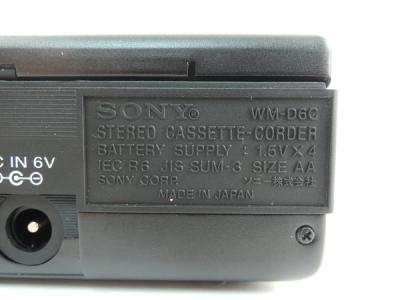 SONY®
WM-D6C
STEREO CASSETTE-CORDER
BATTERY SUPPLY : 1.5V×4
IEC R6 JIS SUM-3 SIZE AA
SONY CORP. ソニー株式会社
MADE IN JAPAN
C IN 6V